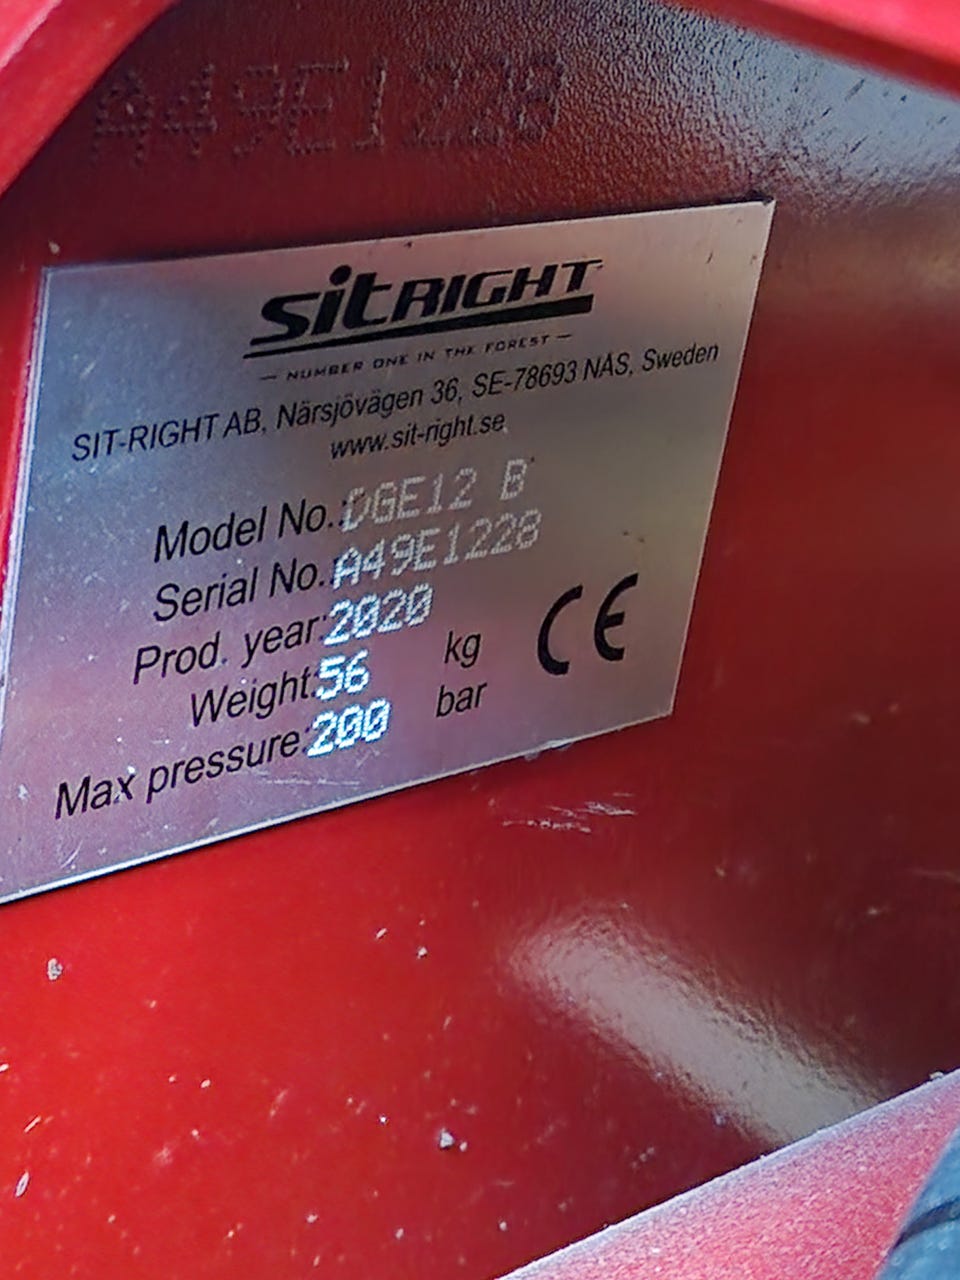 A49E1228
sitRIGHT
— NUMBER ONE IN THE FOREST —
SIT-RIGHT AB, Närsjövägen 36, SE-78693 NÅS, Sweden
www.sit-right.se
Model No.:DGE12 B
Serial No.:A49E1228
Prod. year:2020
Weight:56 kg
Max pressure:200 bar
CE